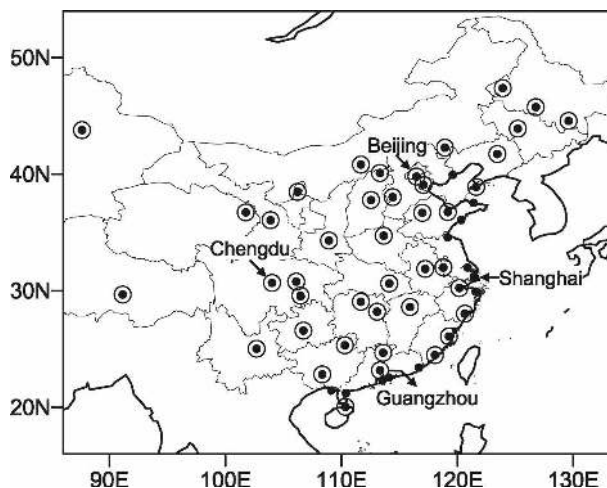 50N
40N
30N
20N
Beijing
Chengdu
Shanghai
Guangzhou
90E
100E
110E
120E
130E